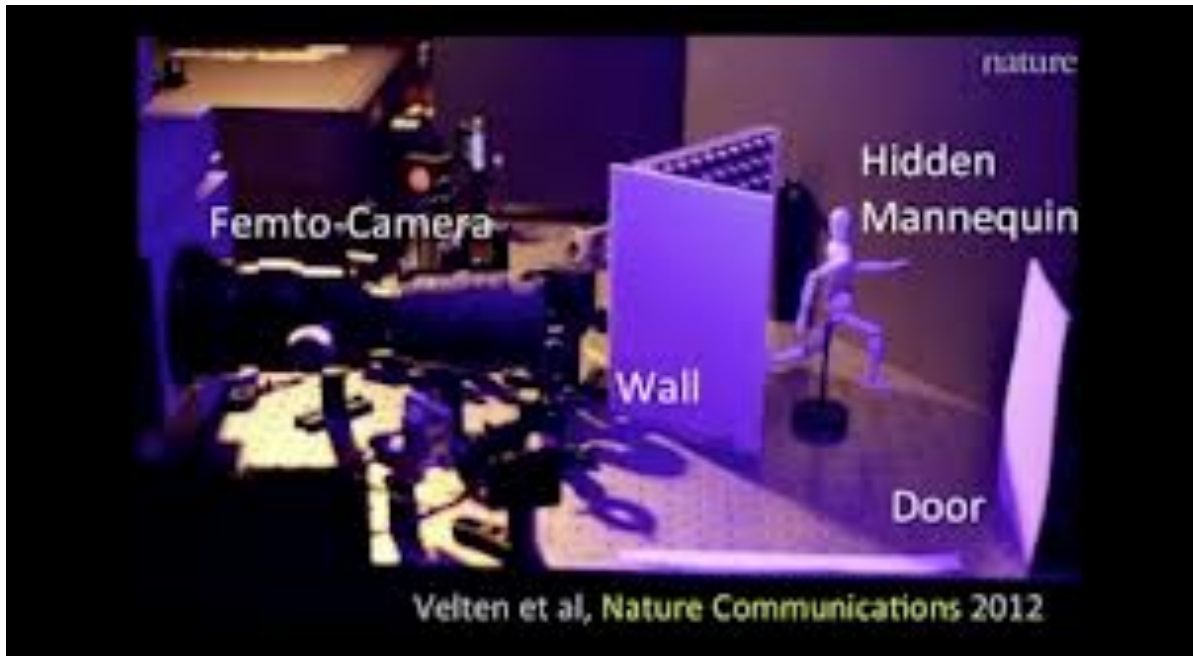 nature
Hidden
Mannequin
Femto-Camera
Wall
Door
Velten et al, Nature Communications 2012